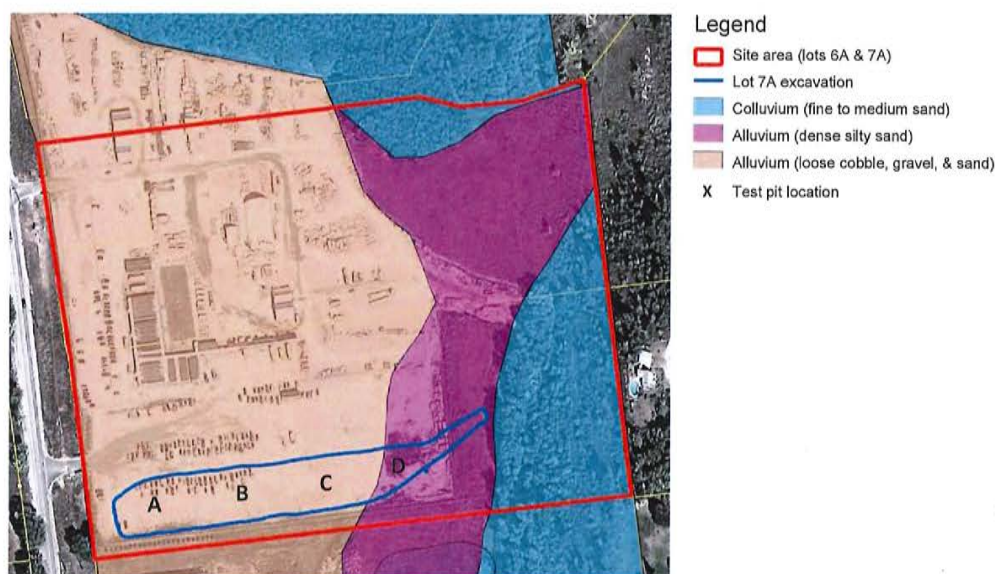 Legend
Site area (lots 6A & 7A)
Lot 7A excavation
Colluvium (fine to medium sand)
Alluvium (dense silty sand)
Alluvium (loose cobble, gravel, & sand)
X Test pit location
D
C
B
A